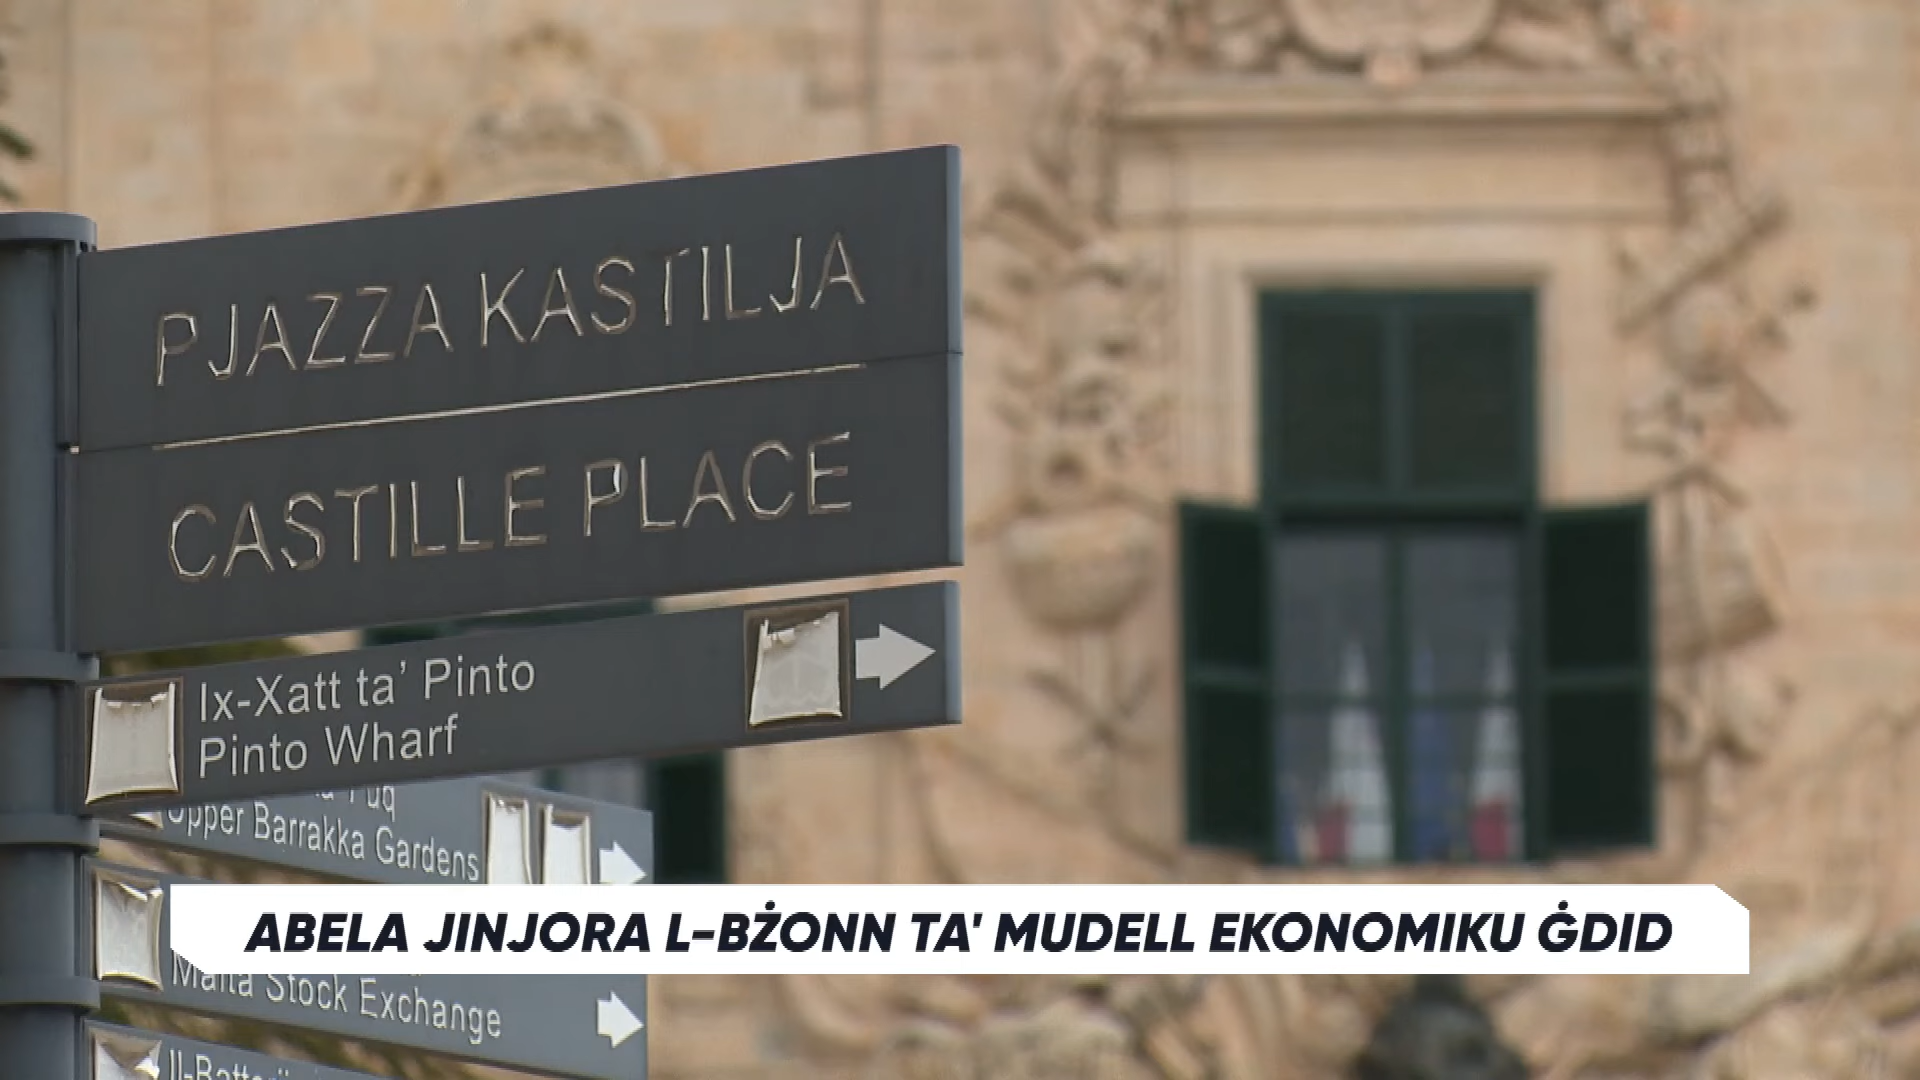 PJAZZA KASTILJA
CASTILLE PLACE
Ix-Xatt ta' Pinto
Pinto Wharf
Upper Barrakka Gardens
ABELA JINJORA L-BŻONN TA' MUDELL EKONOMIKU ĠDID
Malta Stock Exchange